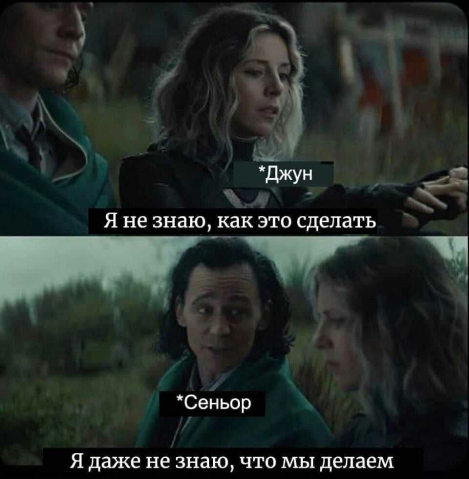 *Джун
Я не знаю, как это сделать
*Сеньор
Я даже не знаю, что мы делаем